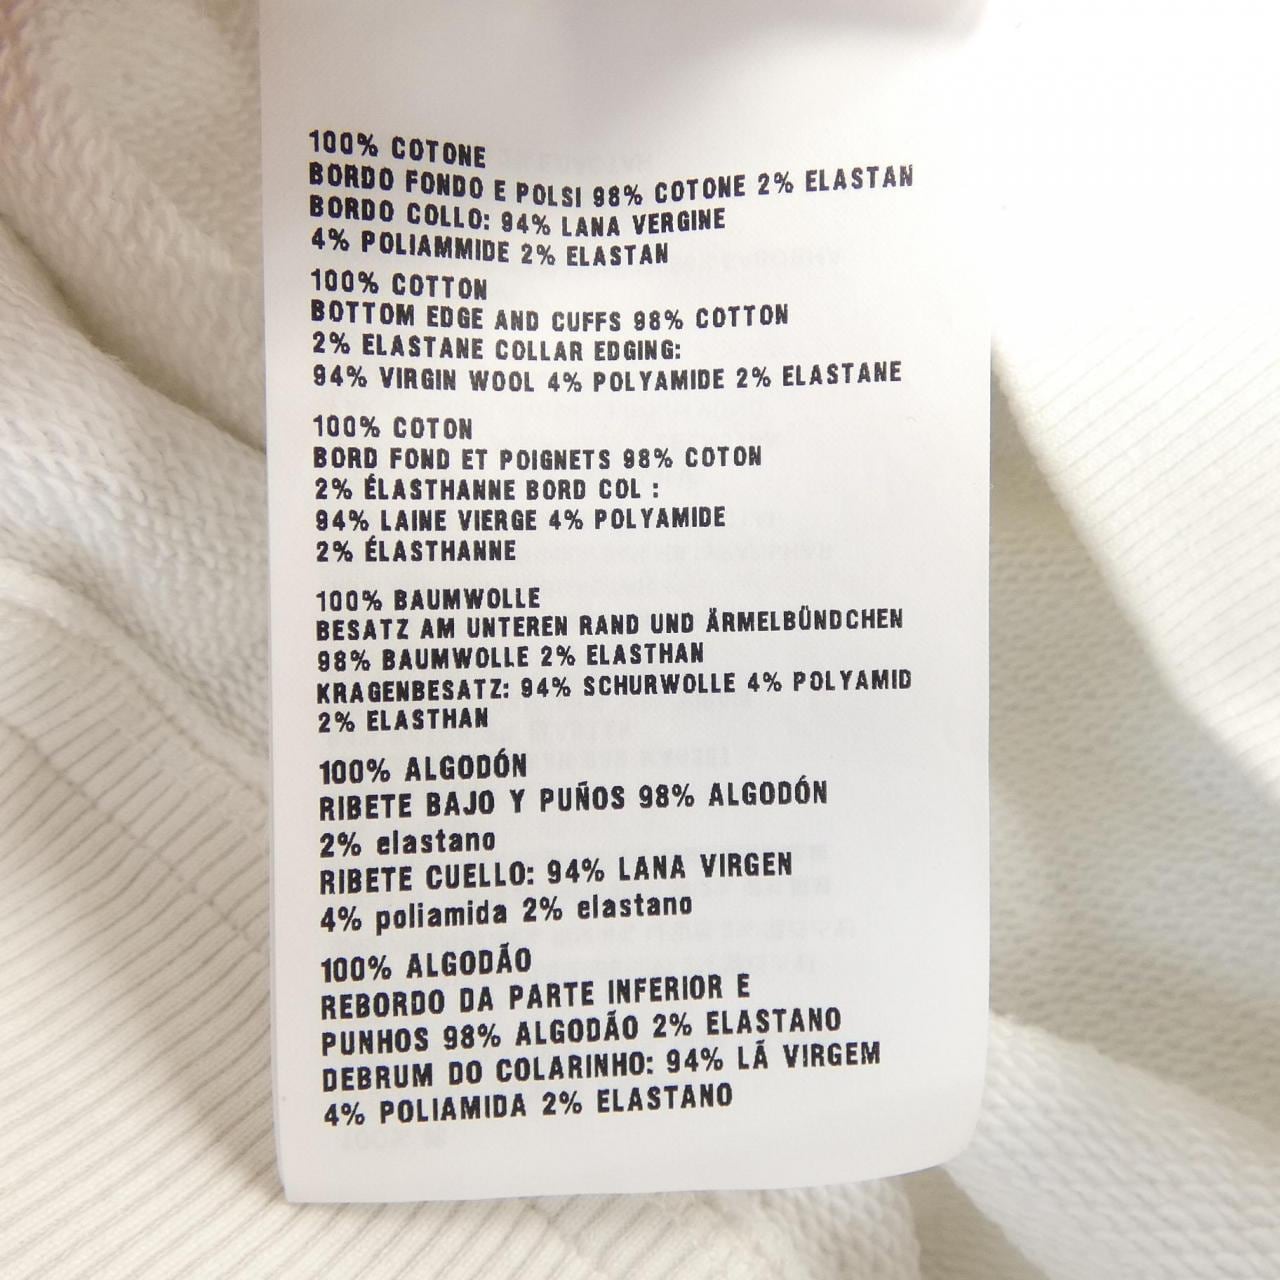 100% COTONE
BORDO FONDO E POLSI 98% COTONE 2% ELASTAN
BORDO COLLO: 94% LANA VERGINE
4% POLIAMMIDE 2% ELASTAN
100% COTTON
BOTTOM EDGE AND CUFFS 98% COTTON
2% ELASTANE COLLAR EDGING:
94% VIRGIN WOOL 4% POLYAMIDE 2% ELASTANE
100% COTON
BORD FOND ET POIGNETS 98% COTON
2% ÉLASTHANNE BORD COL :
94% LAINE VIERGE 4% POLYAMIDE
2% ÉLASTHANNE
100% BAUMWOLLE
BESATZ AM UNTEREN RAND UND ÄRMELBÜNDCHEN
98% BAUMWOLLE 2% ELASTHAN
KRAGENBESATZ: 94% SCHURWOLLE 4% POLYAMID
2% ELASTHAN
100% ALGODÓN
RIBETE BAJO Y PUÑOS 98% ALGODÓN
2% elastano
RIBETE CUELLO: 94% LANA VIRGEN
4% poliamida 2% elastano
100% ALGODÃO
REBORDO DA PARTE INFERIOR E
PUNHOS 98% ALGODÃO 2% ELASTANO
DEBRUM DO COLARINHO: 94% LÃ VIRGEM
4% POLIAMIDA 2% ELASTANO